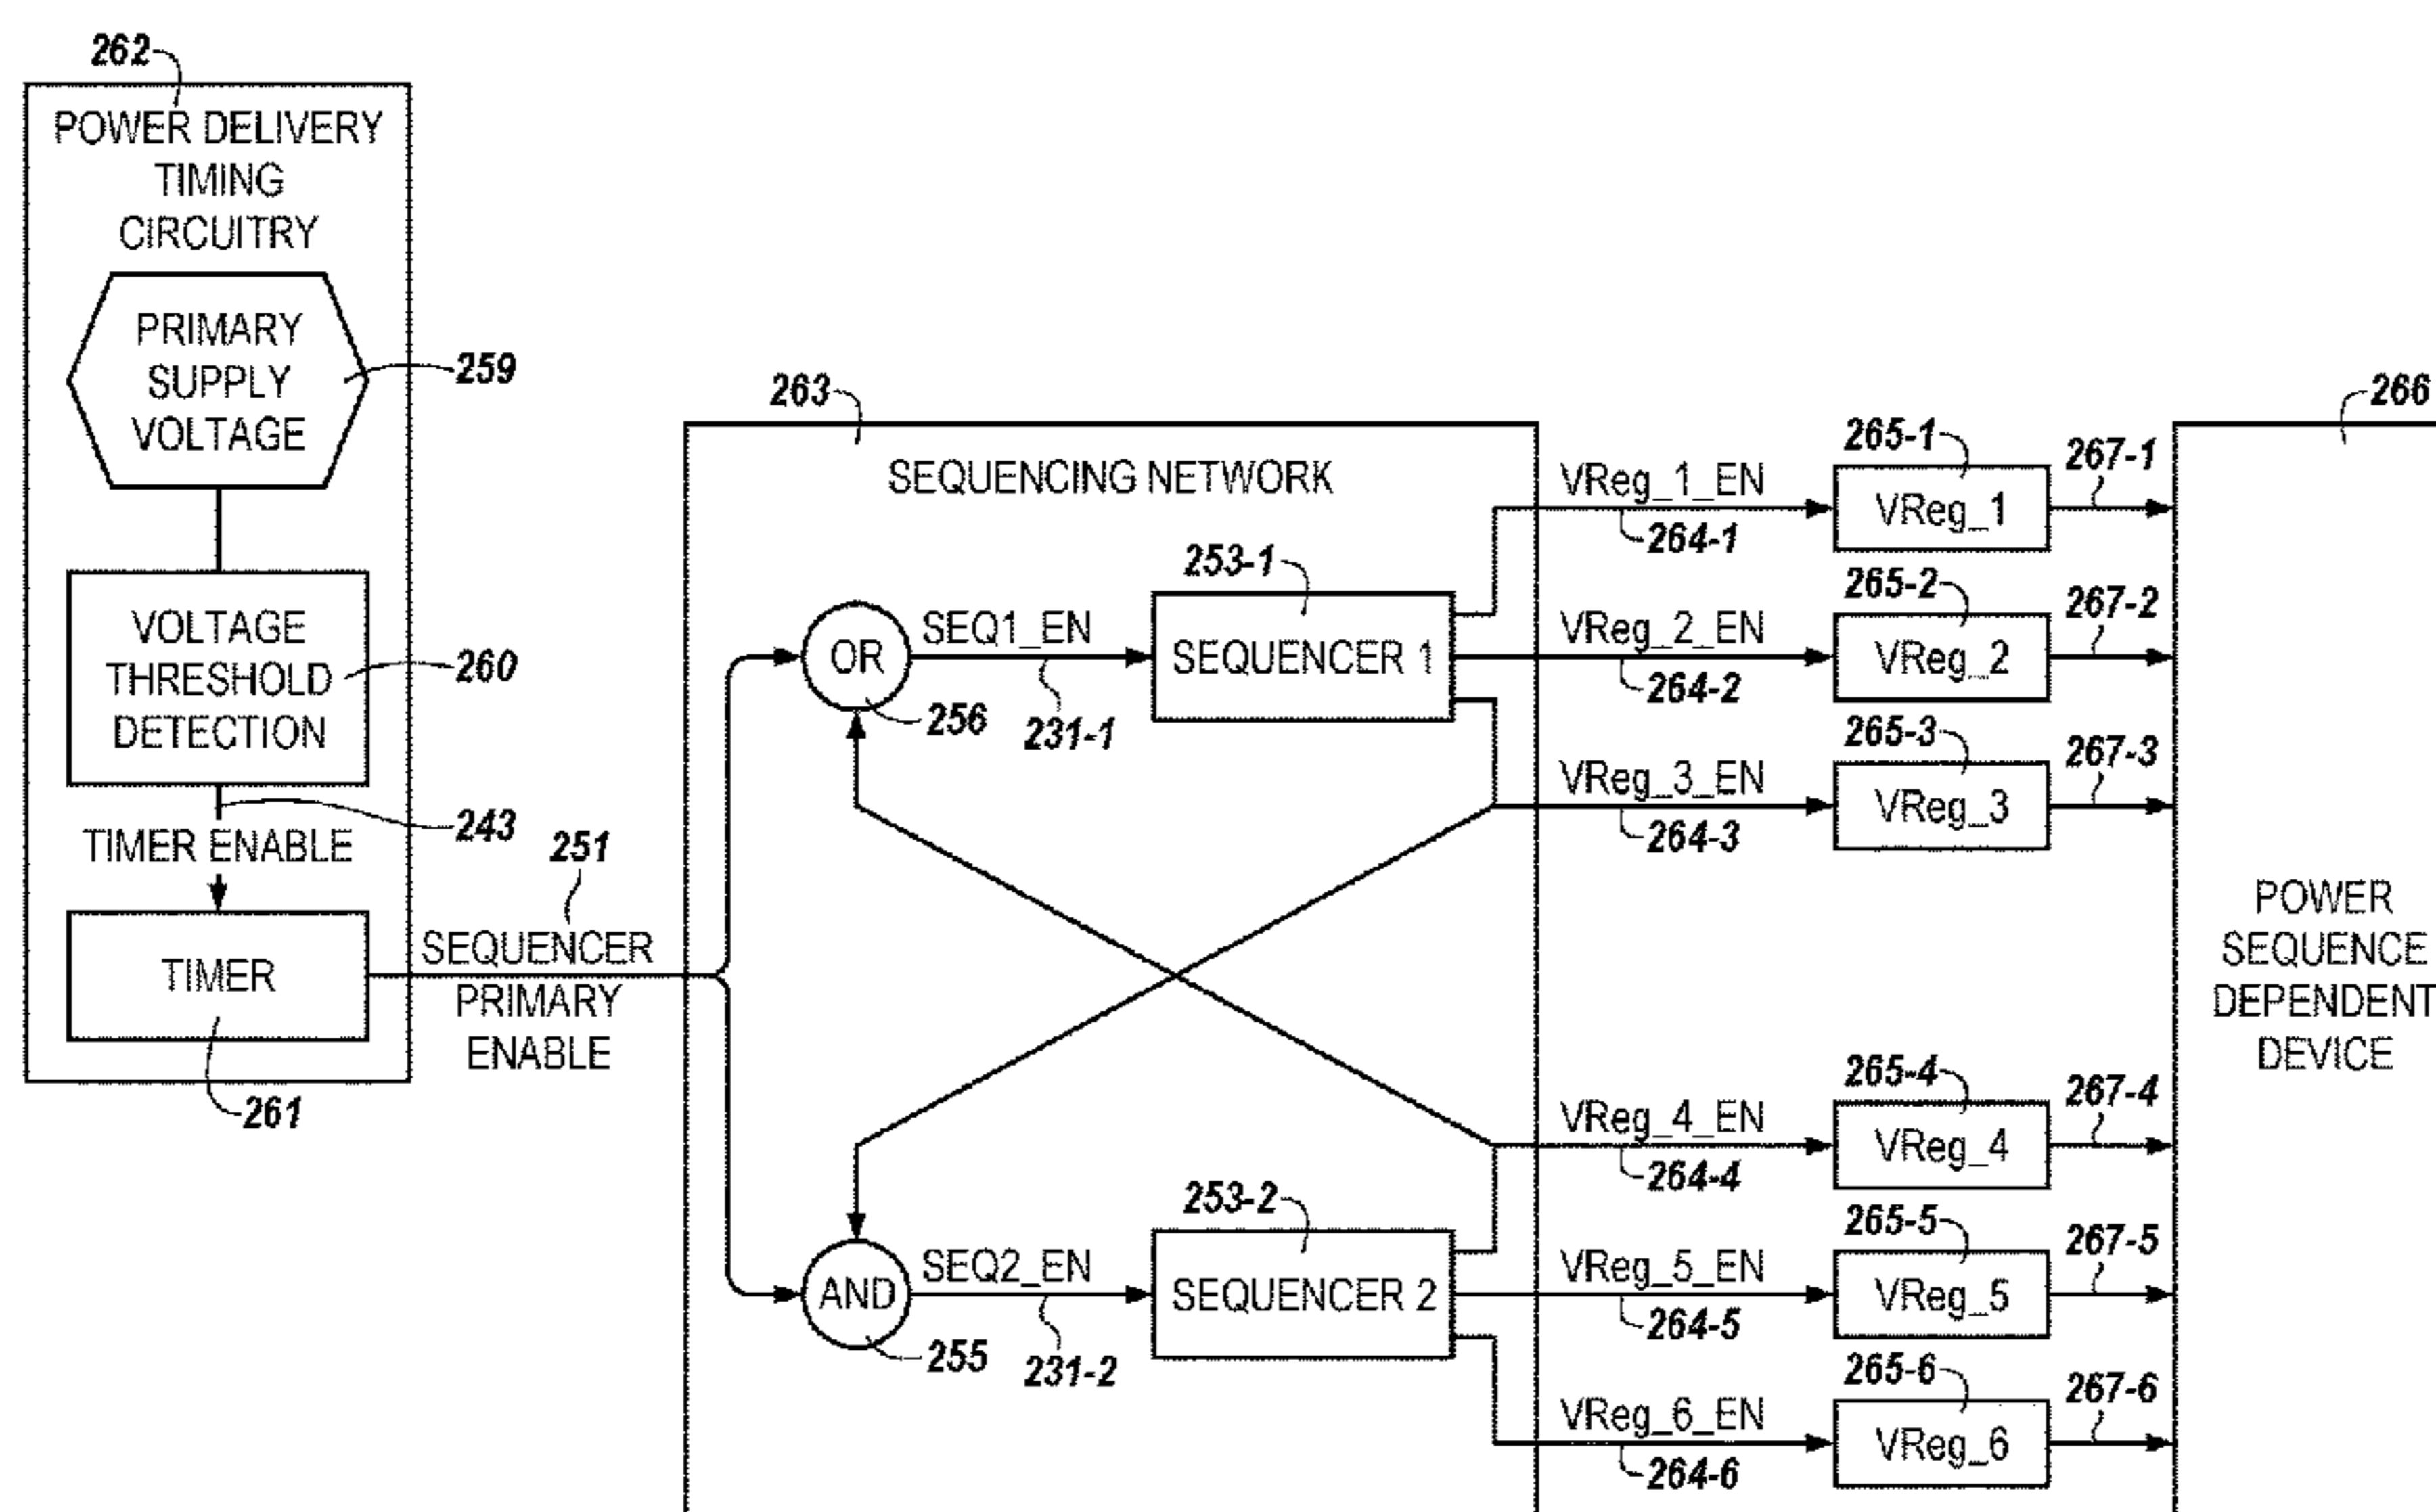 262
POWER DELIVERY
TIMING
CIRCUITRY
PRIMARY
SUPPLY
VOLTAGE
259
VOLTAGE
THRESHOLD
DETECTION
260
243
TIMER ENABLE
TIMER
261
251
SEQUENCER
PRIMARY
ENABLE
263
SEQUENCING NETWORK
OR
256
SEQ1_EN
231-1
253-1
SEQUENCER 1
AND
255
SEQ2_EN
231-2
253-2
SEQUENCER 2
VReg_1_EN
264-1
265-1
VReg_1
267-1
VReg_2_EN
264-2
265-2
VReg_2
267-2
VReg_3_EN
264-3
265-3
VReg_3
267-3
VReg_4_EN
264-4
265-4
VReg_4
267-4
VReg_5_EN
264-5
265-5
VReg_5
267-5
VReg_6_EN
264-6
265-6
VReg_6
267-6
266
POWER
SEQUENCE
DEPENDENT
DEVICE